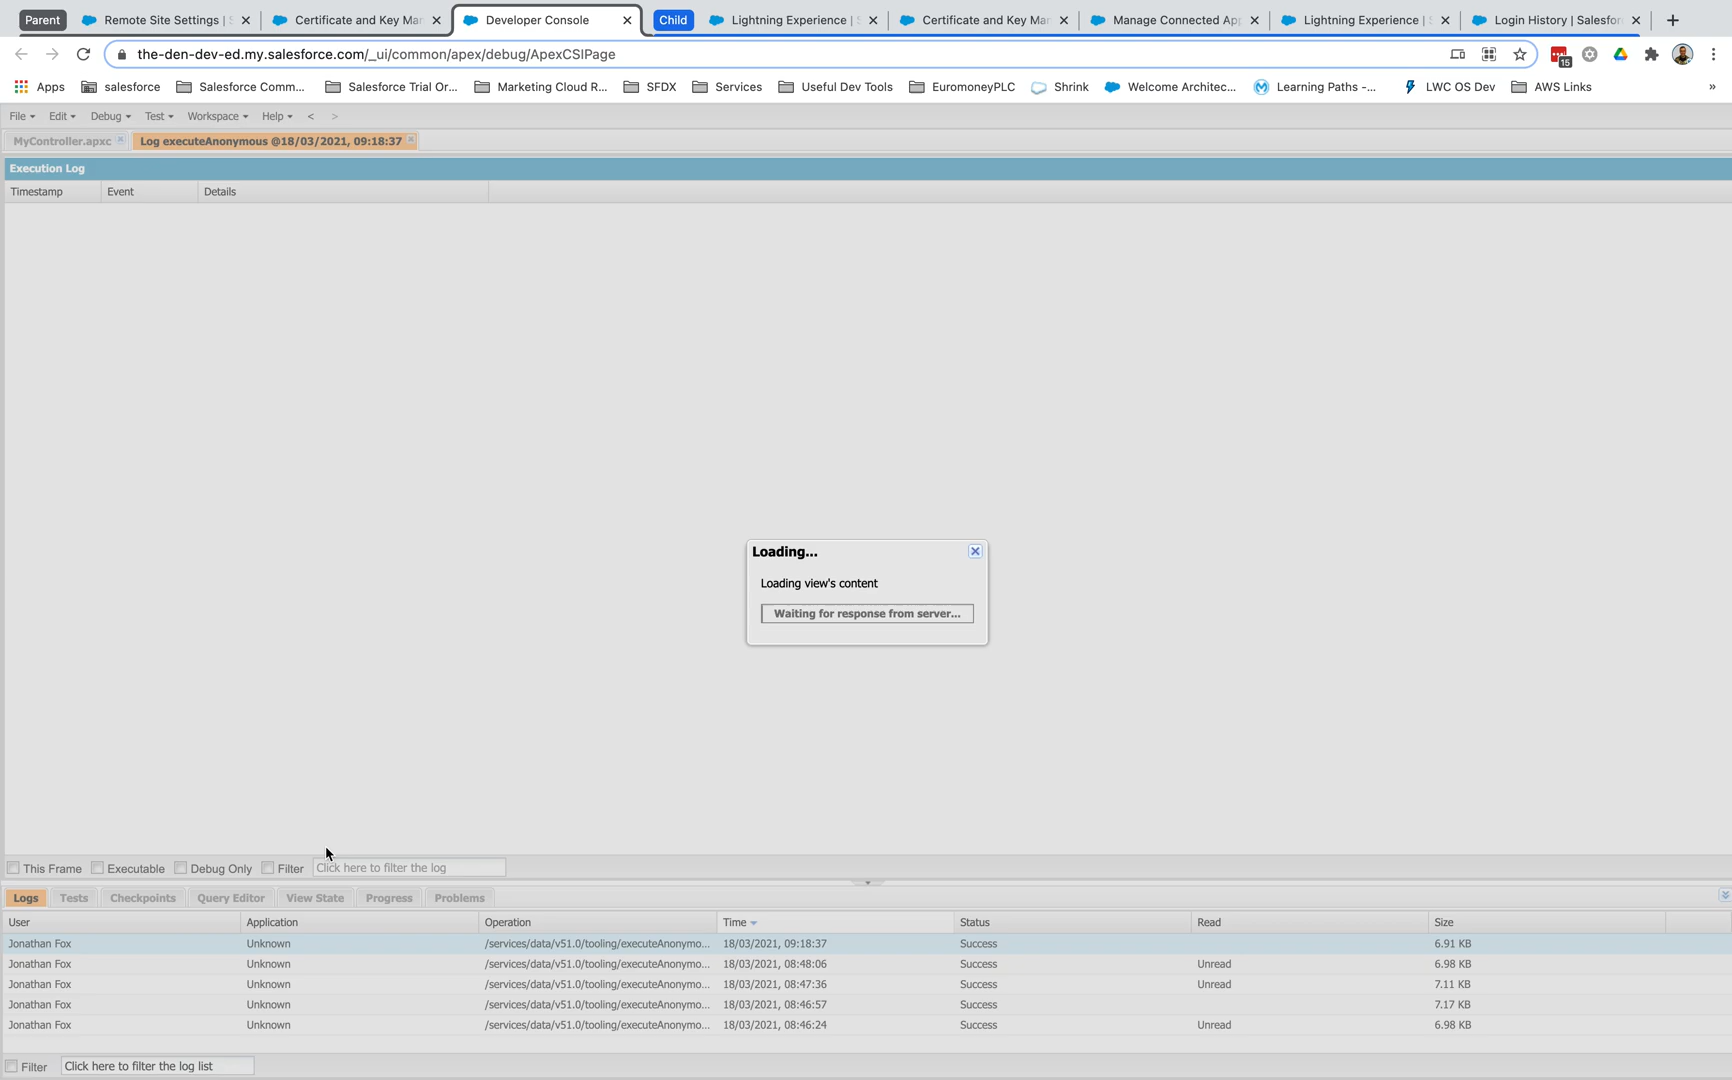 Parent
Remote Site Settings | S
Certificate and Key Man
Developer Console
Child
Lightning Experience | S
Certificate and Key Man
Manage Connected App
Lightning Experience | S
Login History | Salesforc
the-den-dev-ed.my.salesforce.com/_ui/common/apex/debug/ApexCSIPage
15
Apps
salesforce
Salesforce Comm...
Salesforce Trial Or...
Marketing Cloud R...
SFDX
Services
Useful Dev Tools
EuromoneyPLC
Shrink
Welcome Architec...
Learning Paths -...
LWC OS Dev
AWS Links
»
File
Edit
Debug
Test
Workspace
Help
<
>
MyController.apxc
Log executeAnonymous @18/03/2021, 09:18:37
Execution Log
Timestamp Event Details
Loading...
Loading view's content
Waiting for response from server...
This Frame
Executable
Debug Only
Filter
Click here to filter the log
Logs
Tests
Checkpoints
Query Editor
View State
Progress
Problems
User Application Operation Time Status Read Size
Jonathan Fox Unknown /services/data/v51.0/tooling/executeAnonymo... 18/03/2021, 09:18:37 Success 6.91 KB
Jonathan Fox Unknown /services/data/v51.0/tooling/executeAnonymo... 18/03/2021, 08:48:06 Success Unread 6.98 KB
Jonathan Fox Unknown /services/data/v51.0/tooling/executeAnonymo... 18/03/2021, 08:47:36 Success Unread 7.11 KB
Jonathan Fox Unknown /services/data/v51.0/tooling/executeAnonymo... 18/03/2021, 08:46:57 Success 7.17 KB
Jonathan Fox Unknown /services/data/v51.0/tooling/executeAnonymo... 18/03/2021, 08:46:24 Success Unread 6.98 KB
Filter
Click here to filter the log list